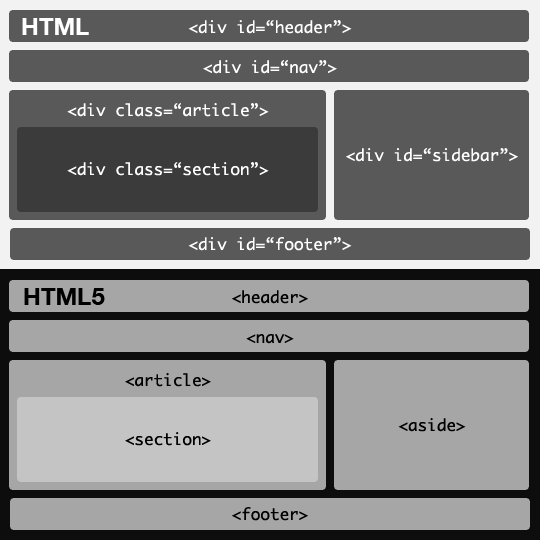 HTML <div id=“header”>
<div id=“nav”>
<div class=“article”>
<div class=“section”>
<div id=“sidebar”>
<div id=“footer”>
HTML5 <header>
<nav>
<article>
<section>
<aside>
<footer>